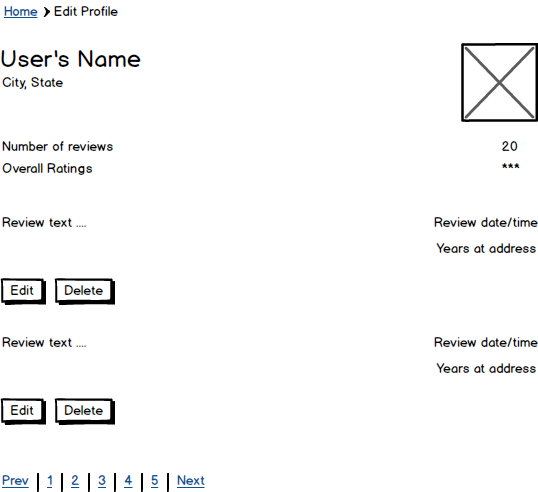 Home > Edit Profile
User's Name
City, State
Number of reviews 20
Overall Ratings ***
Review text .... Review date/time
Years at address
Edit Delete
Review text .... Review date/time
Years at address
Edit Delete
Prev | 1 | 2 | 3 | 4 | 5 | Next